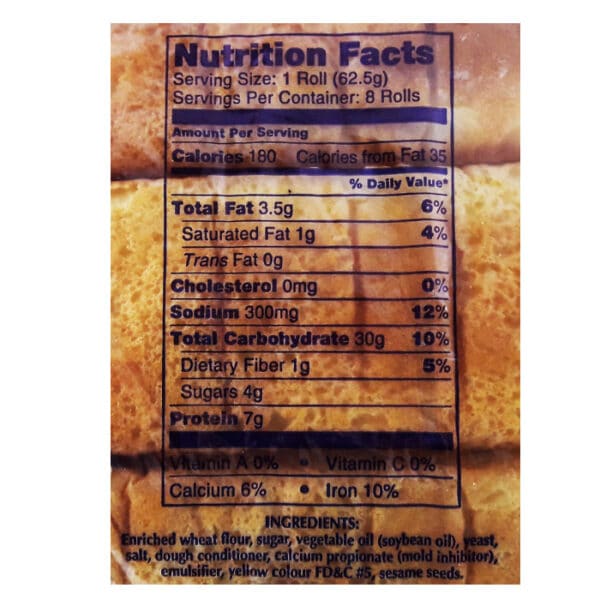 Nutrition Facts
Serving Size: 1 Roll (62.5g)
Servings Per Container: 8 Rolls
Amount Per Serving
Calories 180 Calories from Fat 35
% Daily Value*
Total Fat 3.5g 6%
Saturated Fat 1g 4%
Trans Fat 0g
Cholesterol 0mg 0%
Sodium 300mg 12%
Total Carbohydrate 30g 10%
Dietary Fiber 1g 5%
Sugars 4g
Protein 7g
Vitamin A 0% • Vitamin C 0%
Calcium 6% • Iron 10%
INGREDIENTS:
Enriched wheat flour, sugar, vegetable oil (soybean oil), yeast,
salt, dough conditioner, calcium propionate (mold inhibitor),
emulsifier, yellow colour FD&C #5, sesame seeds.